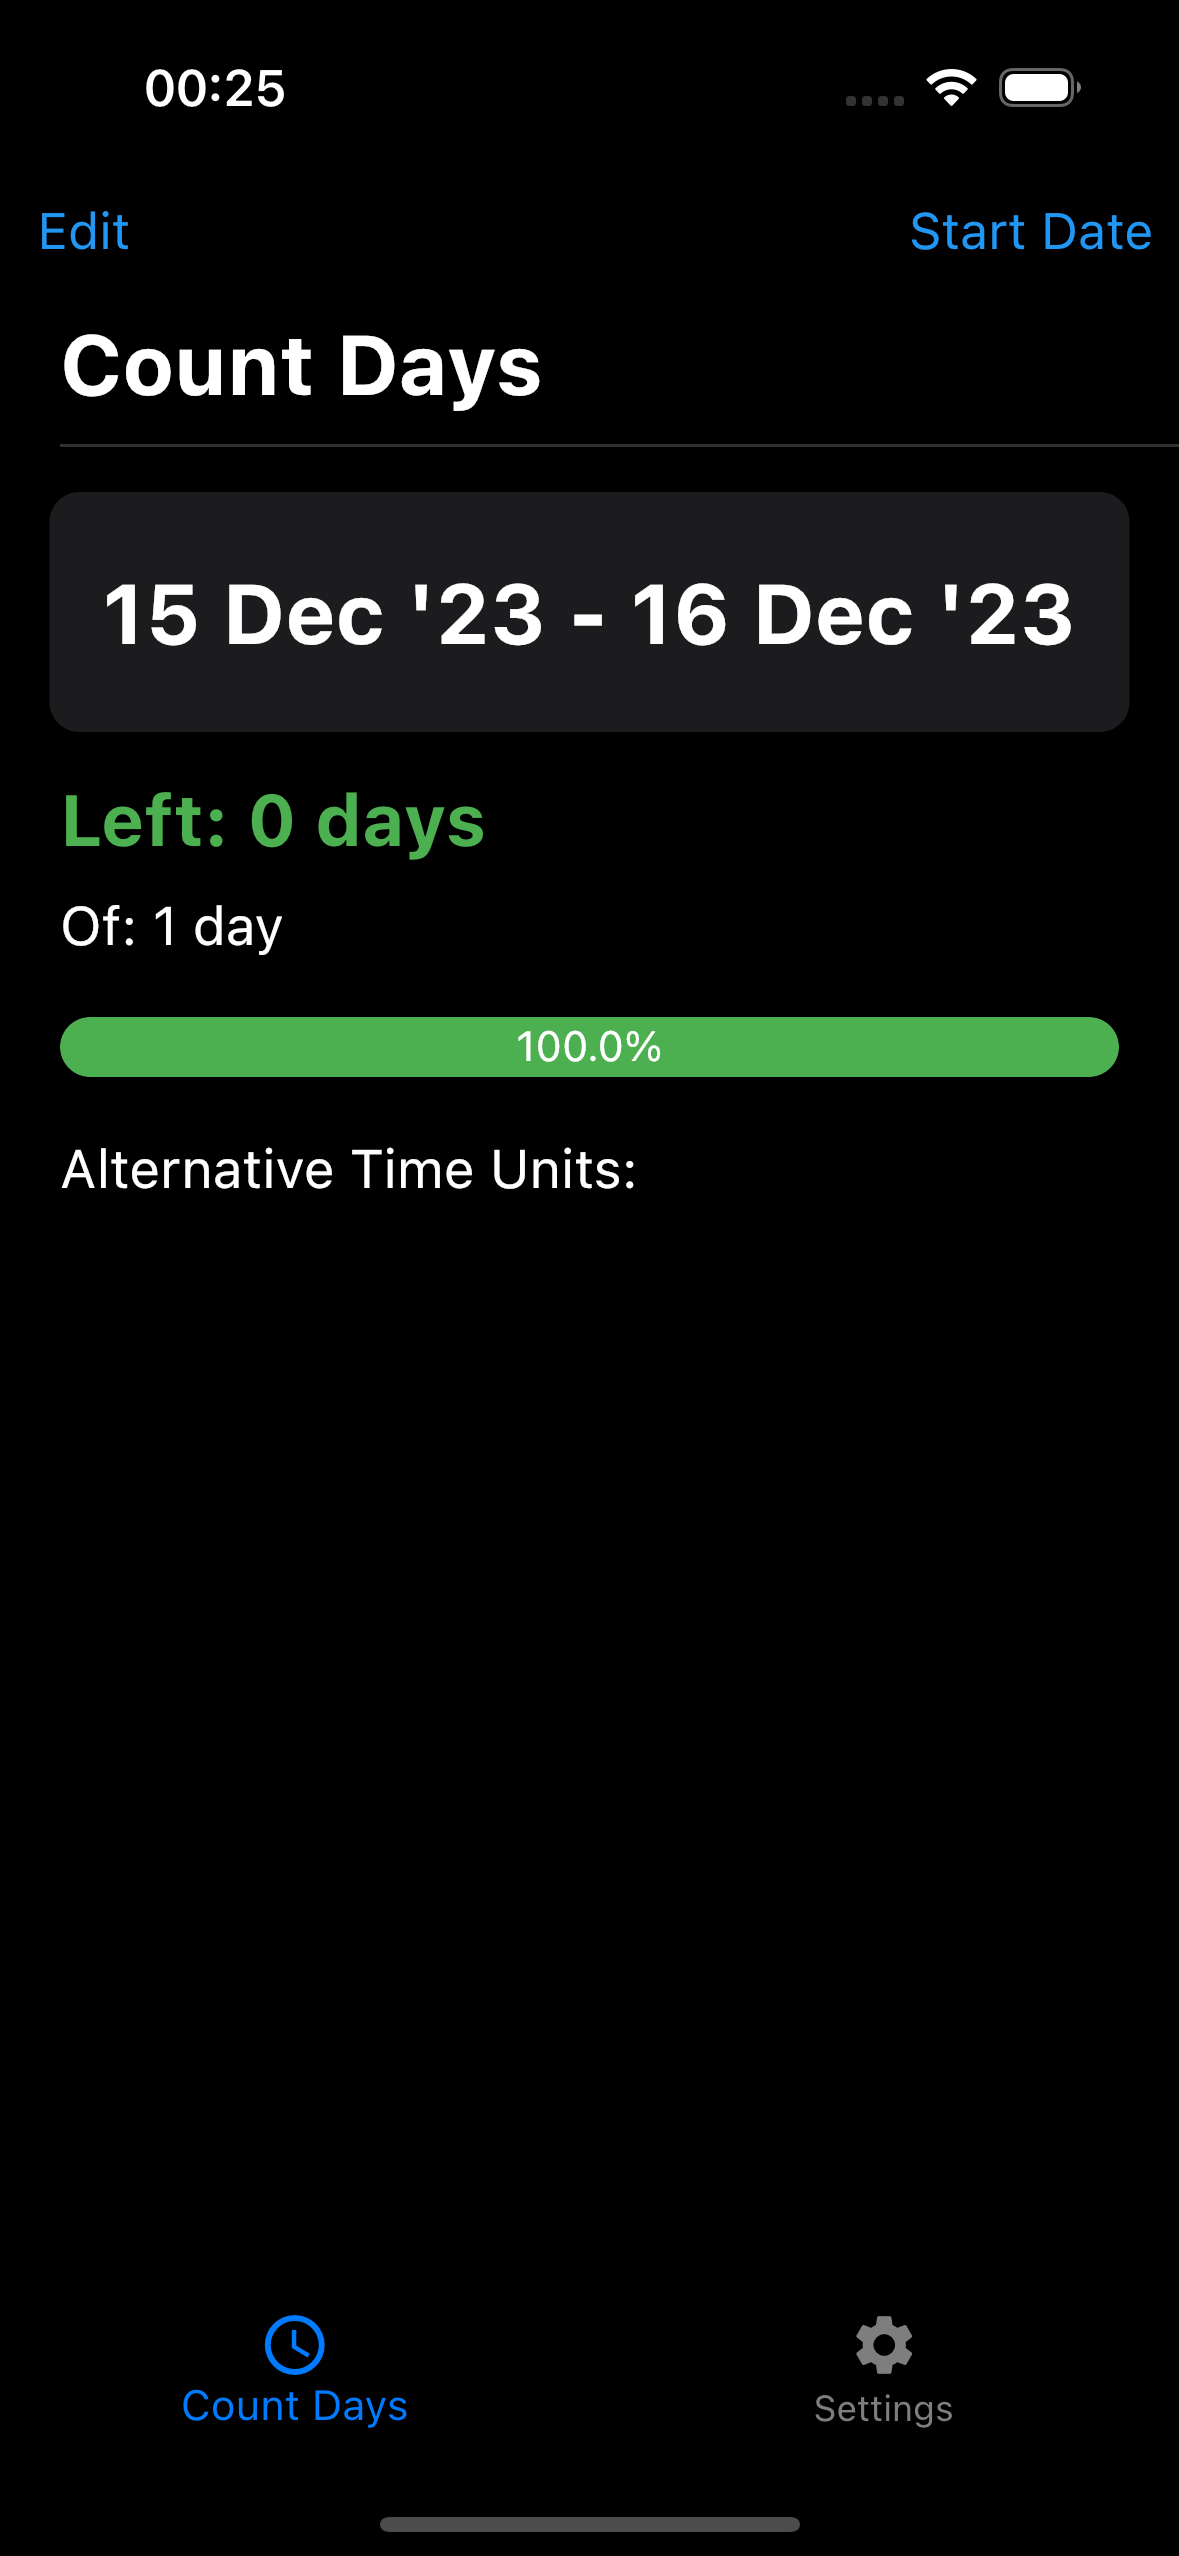 00:25
Edit
Start Date
Count Days
15 Dec '23 - 16 Dec '23
Left: 0 days
Of: 1 day
100.0%
Alternative Time Units:
Count Days
Settings